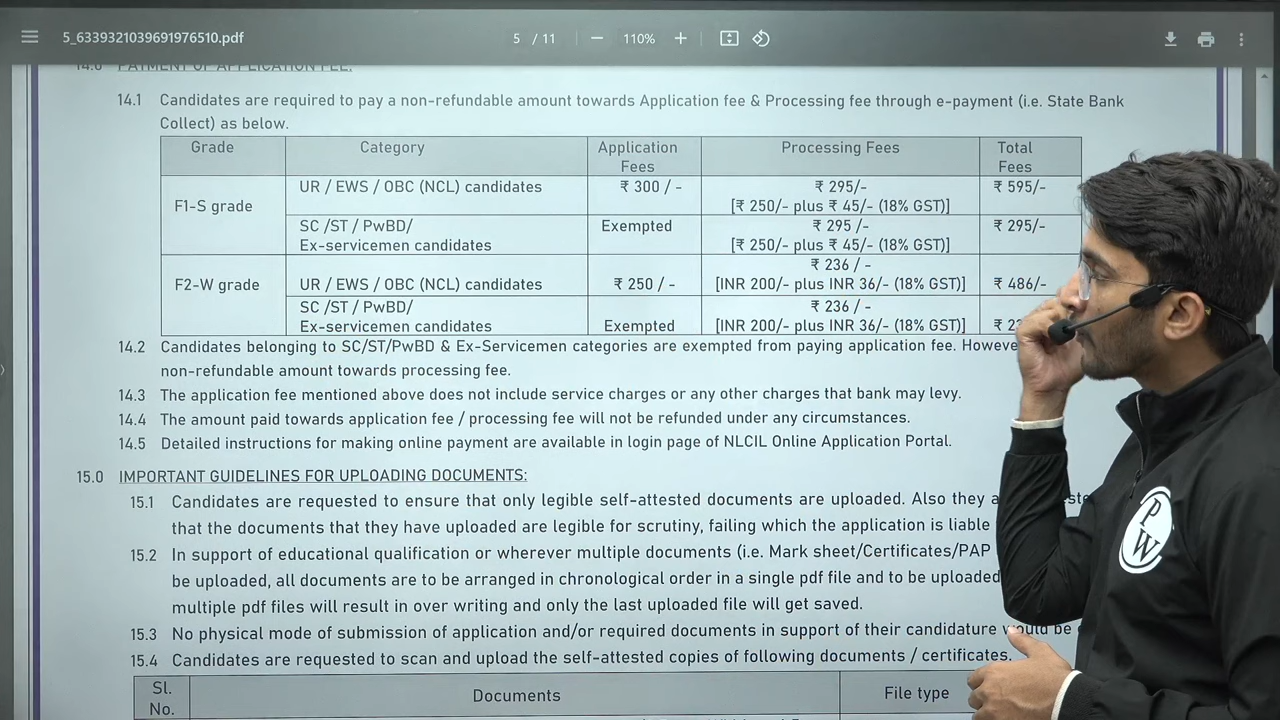 5_6339321039691976510.pdf 5 / 11 110%
PAYMENT OF APPLICATION FEE:
14.1 Candidates are required to pay a non-refundable amount towards Application fee & Processing fee through e-payment (i.e. State Bank
Collect) as below.
Grade Category Application Fees Processing Fees Total Fees
F1-S grade
UR / EWS / OBC (NCL) candidates ₹ 300 / - ₹ 295/- ₹ 595/-
[₹ 250/- plus ₹ 45/- (18% GST)]
SC /ST / PwBD/ Exempted ₹ 295 /- ₹ 295/-
Ex-servicemen candidates [₹ 250/- plus ₹ 45/- (18% GST)]
₹ 236 / -
F2-W grade UR / EWS / OBC (NCL) candidates ₹ 250 / - [INR 200/- plus INR 36/- (18% GST)] ₹ 486/-
SC /ST / PwBD/ ₹ 236 / -
Ex-servicemen candidates Exempted [INR 200/- plus INR 36/- (18% GST)] ₹
14.2 Candidates belonging to SC/ST/PwBD & Ex-Servicemen categories are exempted from paying application fee.
non-refundable amount towards processing fee.
14.3 The application fee mentioned above does not include service charges or any other charges that bank may levy.
14.4 The amount paid towards application fee / processing fee will not be refunded under any circumstances.
14.5 Detailed instructions for making online payment are available in login page of NLCIL Online Application Portal.
15.0 IMPORTANT GUIDELINES FOR UPLOADING DOCUMENTS:
15.1 Candidates are requested to ensure that only legible self-attested documents are uploaded. Also they
that the documents that they have uploaded are legible for scrutiny, failing which the application is liable
15.2 In support of educational qualification or wherever multiple documents (i.e. Mark sheet/Certificates/PAP
be uploaded, all documents are to be arranged in chronological order in a single pdf file and to be uploaded
multiple pdf files will result in over writing and only the last uploaded file will get saved.
15.3 No physical mode of submission of application and/or required documents in support of their candidature would be
15.4 Candidates are requested to scan and upload the self-attested copies of following documents / certificates.
Sl. No. Documents File type
PW